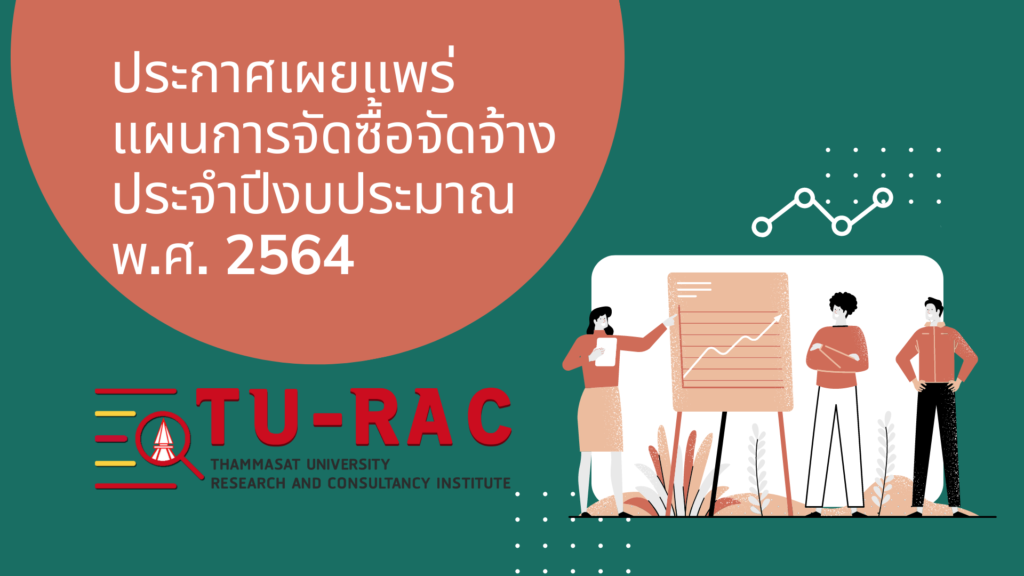 ประกาศเผยแพร่
แผนการจัดซื้อจัดจ้าง
ประจำปีงบประมาณ
พ.ศ. 2564
TU-RAC
THAMMASAT UNIVERSITY
RESEARCH AND CONSULTANCY INSTITUTE